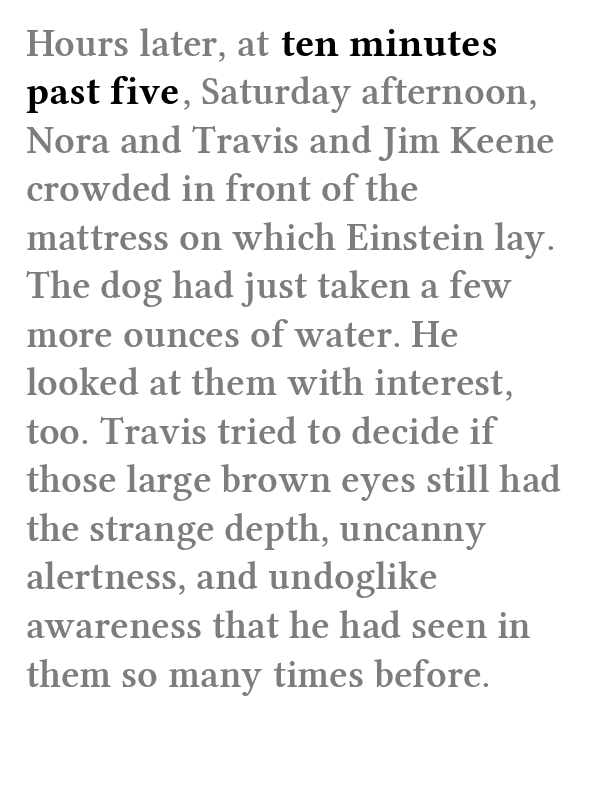 Hours later, at ten minutes
past five, Saturday afternoon,
Nora and Travis and Jim Keene
crowded in front of the
mattress on which Einstein lay.
The dog had just taken a few
more ounces of water. He
looked at them with interest,
too. Travis tried to decide if
those large brown eyes still had
the strange depth, uncanny
alertness, and undoglike
awareness that he had seen in
them so many times before.